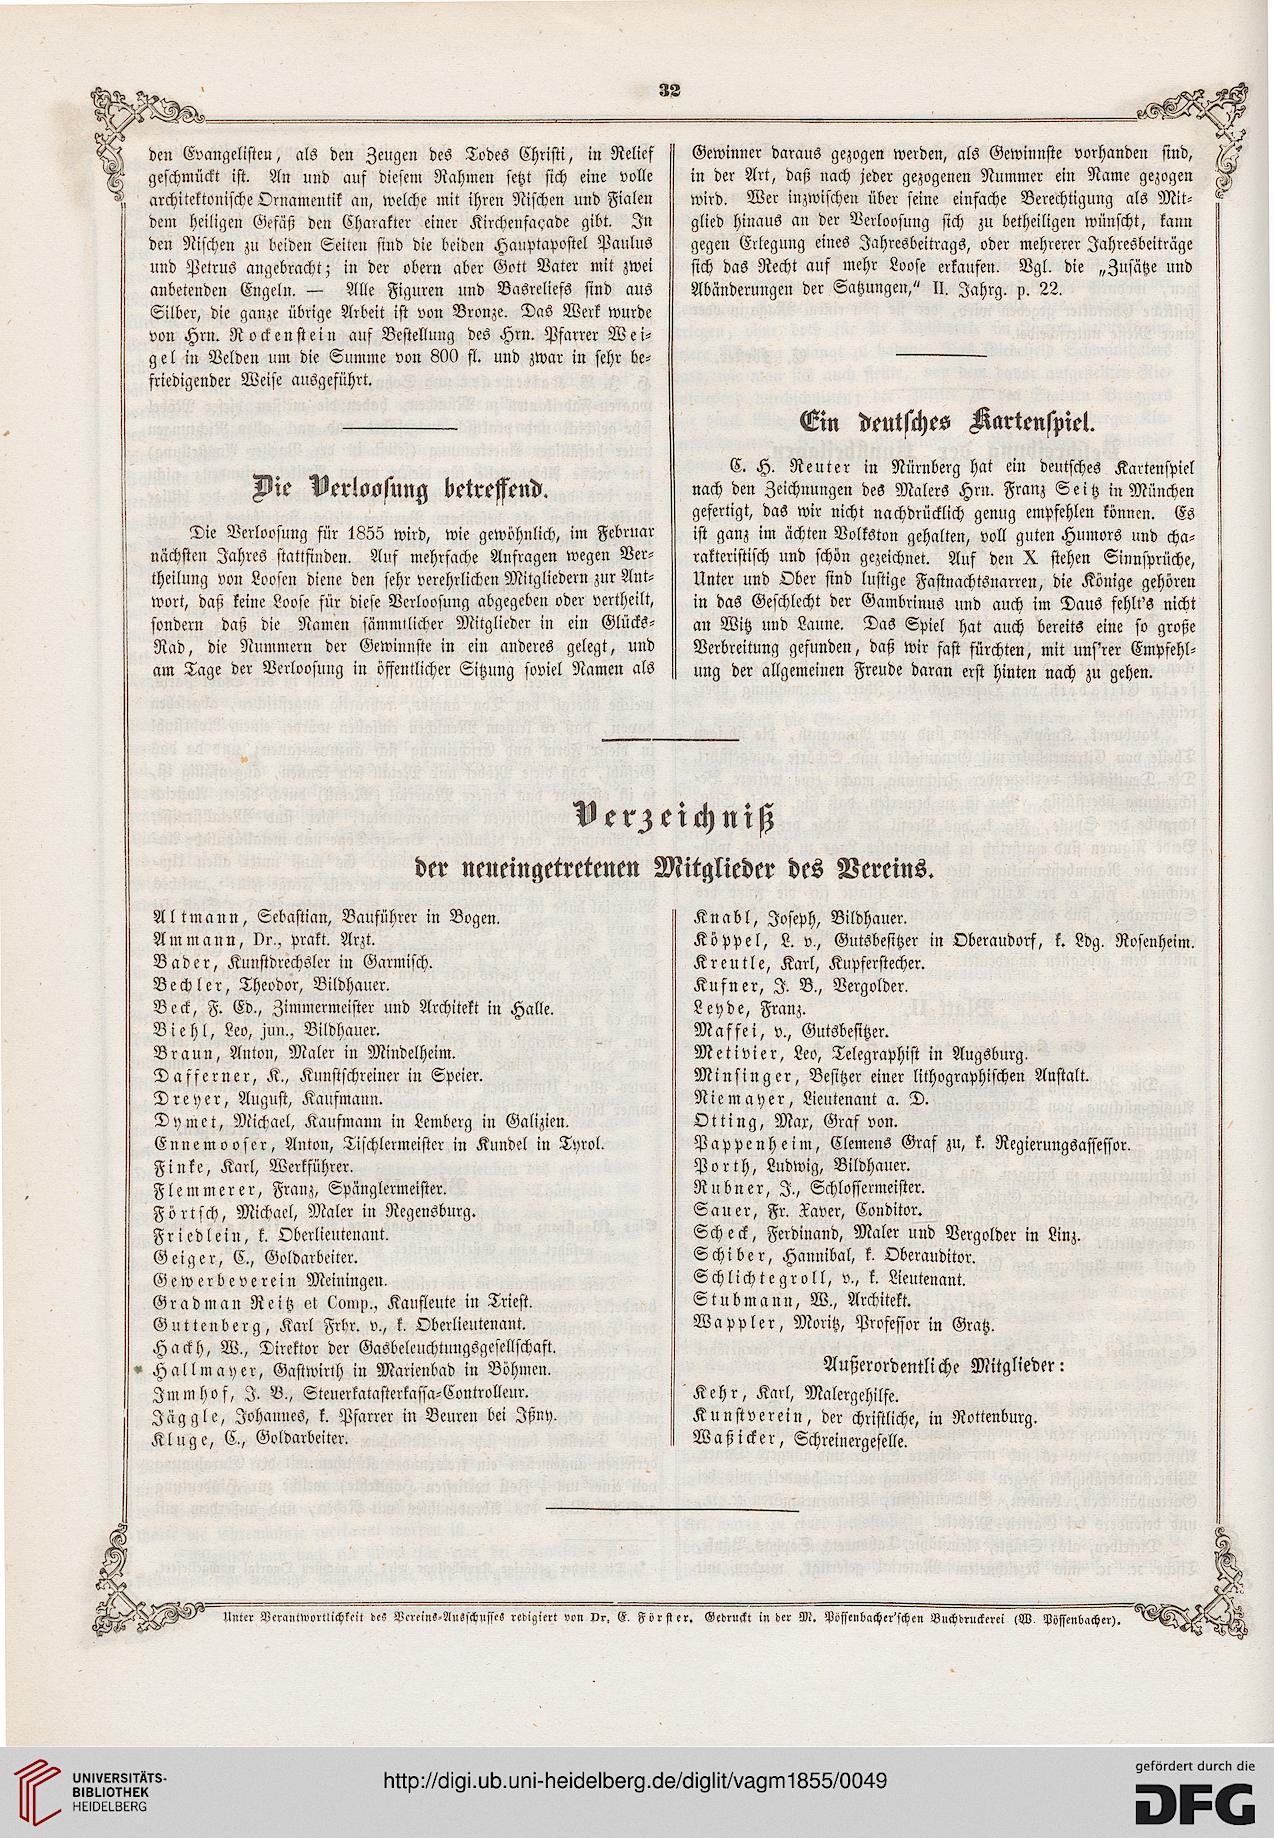 32
den Evangelisten, als den Zeugen des Todes Christi, in Relief
geschmückt ist. An und auf diesem Rahmen setzt sich eine volle
architektonische Ornamentik an, welche mit ihren Nischen und Fialen
dem heiligen Gefäß den Charakter einer Kirchenfaçade gibt. In
den Nischen zu beiden Seiten sind die beiden Hauptapostel Paulus
und Petrus angebracht; in der obern aber Gott Vater mit zwei
anbetenden Engeln. — Alle Figuren und Basreliefs sind aus
Silber, die ganze übrige Arbeit ist von Bronze. Das Werk wurde
von Hrn. Rockenstein auf Bestellung des Hrn. Pfarrer Wei-
gel in Velden um die Summe von 800 fl. und zwar in sehr be-
friedigender Weise ausgeführt.
Die Verloosung betreffend.
Die Verloosung für 1855 wird, wie gewöhnlich, im Februar
nächsten Jahres stattfinden. Auf mehrfache Anfragen wegen Ver-
theilung von Loosen diene den sehr verehrlichen Mitgliedern zur Ant-
wort, daß keine Loose für diese Verloosung abgegeben oder vertheilt,
sondern daß die Namen sämmtlicher Mitglieder in ein Glücks-
Rad, die Nummern der Gewinnste in ein anderes gelegt, und
am Tage der Verloosung in öffentlicher Sitzung soviel Namen als
Gewinner daraus gezogen werden, als Gewinnste vorhanden sind,
in der Art, daß nach jeder gezogenen Nummer ein Name gezogen
wird. Wer inzwischen über seine einfache Berechtigung als Mit-
glied hinaus an der Verloosung sich zu betheiligen wünscht, kann
gegen Erlegung eines Jahresbeitrags, oder mehrerer Jahresbeiträge
sich das Recht auf mehr Loose erkaufen. Vgl. die „Zusätze und
Abänderungen der Satzungen,“ II. Jahrg. p. 22.
Ein deutsches Kartenspiel.
C. H. Reuter in Nürnberg hat ein deutsches Kartenspiel
nach den Zeichnungen des Malers Hrn. Franz Seitz in München
gefertigt, das wir nicht nachdrücklich genug empfehlen können. Es
ist ganz im ächten Volkston gehalten, voll guten Humors und cha-
rakteristisch und schön gezeichnet. Auf den X stehen Sinnsprüche,
Unter und Ober sind lustige Fastnachtsnarren, die Könige gehören
in das Geschlecht der Gambrinus und auch im Daus fehlt's nicht
an Witz und Laune. Das Spiel hat auch bereits eine so große
Verbreitung gefunden, daß wir fast fürchten, mit uns'rer Empfehl-
ung der allgemeinen Freude daran erst hinten nach zu gehen.
Verzeichniß
der neueingetretenen Mitglieder des Vereins.
Altmann, Sebastian, Bauführer in Bogen.
Ammann, Dr., prakt. Arzt.
Bader, Kunstdrechsler in Garmisch.
Bechler, Theodor, Bildhauer.
Beck, F. Ed., Zimmermeister und Architekt in Halle.
Biehl, Leo, jun., Bildhauer.
Braun, Anton, Maler in Mindelheim.
Dafferner, K., Kunstschreiner in Speier.
Dreyer, August, Kaufmann.
Dymet, Michael, Kaufmann in Lemberg in Galizien.
Ennemooser, Anton, Tischlermeister in Kundel in Tyrol.
Finke, Karl, Werkführer.
Flemmerer, Franz, Spänglermeister.
Förtsch, Michael, Maler in Regensburg.
Friedlein, k. Oberlieutenant.
Geiger, C., Goldarbeiter.
Gewerbeverein Meiningen.
Gradman Reitz et Comp., Kaufleute in Triest.
Guttenberg, Karl Frhr. v., k. Oberlieutenant.
Hackh, W., Direktor der Gasbeleuchtungsgesellschaft.
Hallmayer, Gastwirth in Marienbad in Böhmen.
Immhof, J. B., Steuerkatasterkassa-Controlleur.
Jäggle, Johannes, k. Pfarrer in Beuren bei Ißny.
Kluge, C., Goldarbeiter.
Knabl, Joseph, Bildhauer.
Köppel, L. v., Gutsbesitzer in Oberaudorf, k. Ldg. Rosenheim.
Kreutle, Karl, Kupferstecher.
Kufner, J. B., Vergolder.
Leyde, Franz.
Maffei, v., Gutsbesitzer.
Metivier, Leo, Telegraphist in Augsburg.
Minsinger, Besitzer einer lithographischen Anstalt.
Niemayer, Lieutenant a. D.
Otting, Max, Graf von.
Pappenheim, Clemens Graf zu, k. Regierungsassessor.
Porth, Ludwig, Bildhauer.
Rubner, J., Schlossermeister.
Sauer, Fr. Xaver, Conditor.
Scheck, Ferdinand, Maler und Vergolder in Linz.
Schiber, Hannibal, k. Oberauditor.
Schlichtegroll, v., k. Lieutenant.
Stubmann, W., Architekt.
Wappler, Moritz, Professor in Gratz.
Außerordentliche Mitglieder:
Kehr, Karl, Malergehilfe.
Kunstverein, der christliche, in Rottenburg.
Waßicker, Schreinergeselle.
Unter Verantwortlichkeit des Vereins-Ausschusses redigiert von Dr, E. Förster. Gedruckt in der M. Pössenbacher'schen Buchdruckerei (W. Pössenbacher).
UNIVERSITÄTS-
BIBLIOTHEK
HEIDELBERG
http://digi.ub.uni-heidelberg.de/diglit/vagm1855/0049
gefördert durch die
DFG